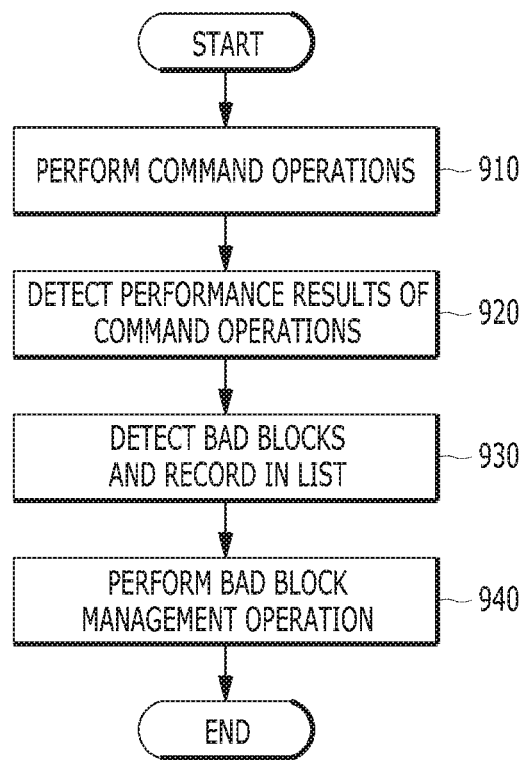 START
PERFORM COMMAND OPERATIONS
910
DETECT PERFORMANCE RESULTS OF
COMMAND OPERATIONS
920
DETECT BAD BLOCKS
AND RECORD IN LIST
930
PERFORM BAD BLOCK
MANAGEMENT OPERATION
940
END